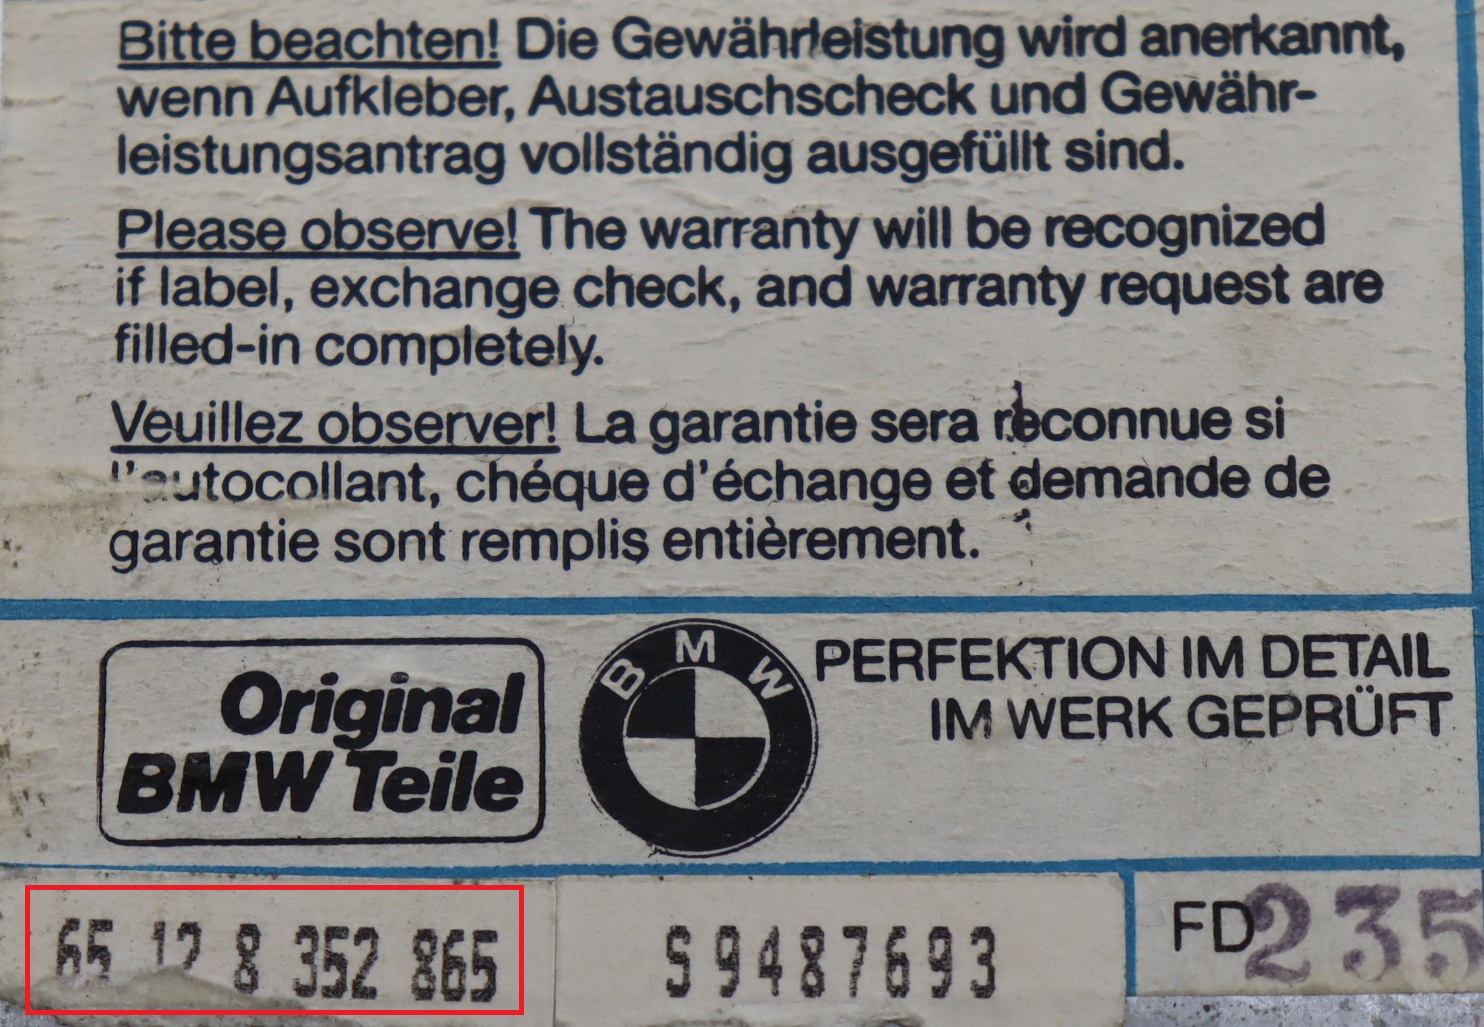 Bitte beachten! Die Gewährleistung wird anerkannt,
wenn Aufkleber, Austauschscheck und Gewähr-
leistungsantrag vollständig ausgefüllt sind.
Please observe! The warranty will be recognized
if label, exchange check, and warranty request are
filled-in completely.
Veuillez observer! La garantie sera reconnue si
l'autocollant, chéque d'échange et demande de
garantie sont remplis entièrement.
Original
BMW Teile
BMW
PERFEKTION IM DETAIL
IM WERK GEPRÜFT
65 12 8 352 865
S9487693
FD235